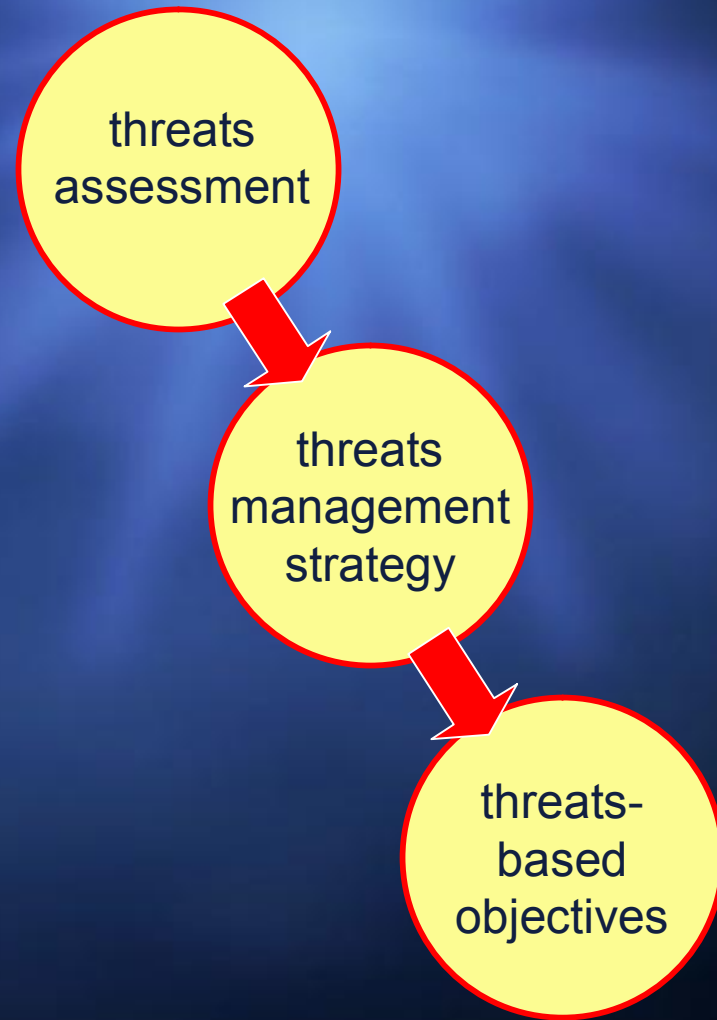 threats
assessment
threats
management
strategy
threats-
based
objectives